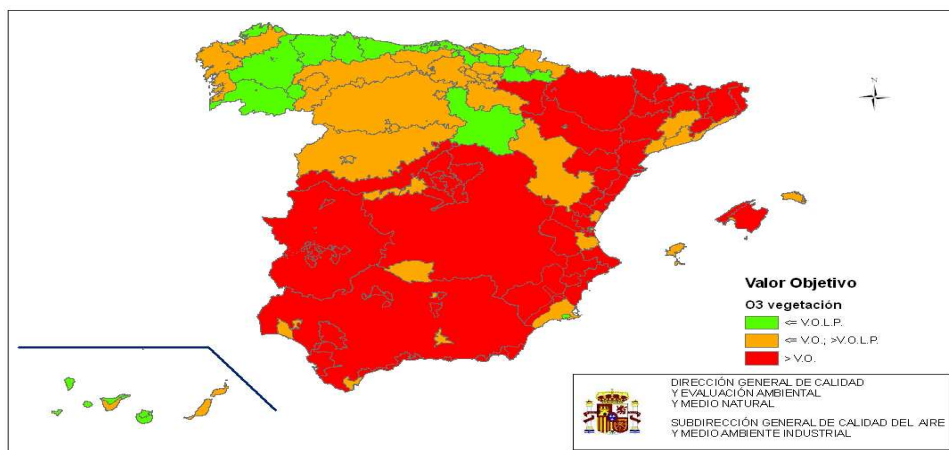 N
Valor Objetivo
O3 vegetación
<= V.O.L.P.
<= V.O.; >V.O.L.P.
> V.O.
DIRECCIÓN GENERAL DE CALIDAD
Y EVALUACIÓN AMBIENTAL
Y MEDIO NATURAL
SUBDIRECCIÓN GENERAL DE CALIDAD DEL AIRE
Y MEDIO AMBIENTE INDUSTRIAL